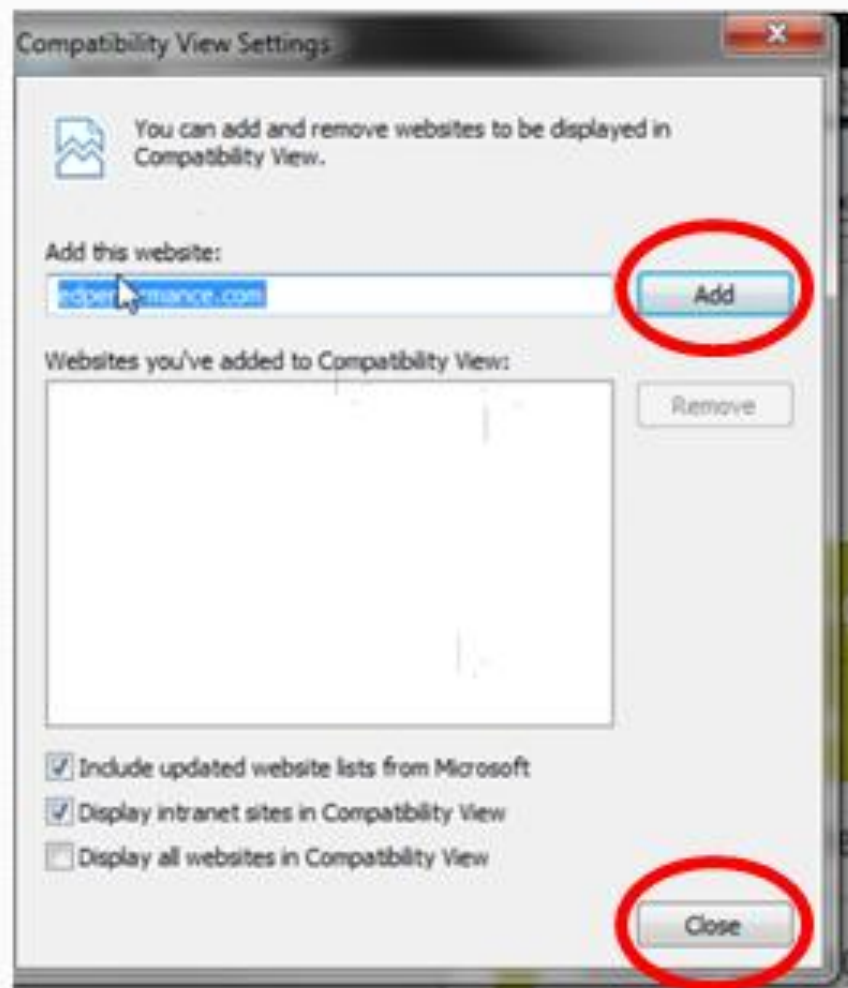 Compatibility View Settings
You can add and remove websites to be displayed in
Compatibility View.
Add this website:
edperformance.com
Add
Websites you've added to Compatibility View:
Remove
Include updated website lists from Microsoft
Display intranet sites in Compatibility View
Display all websites in Compatibility View
Close